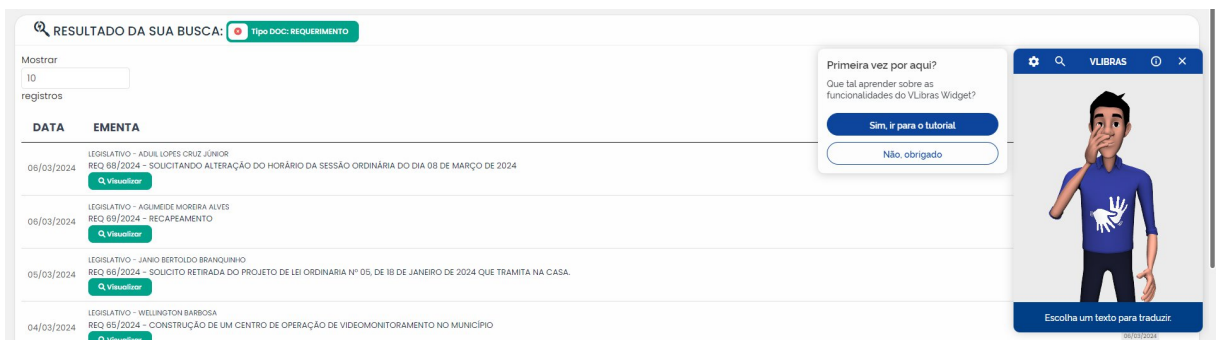 RESULTADO DA SUA BUSCA: Tipo DOC: REQUERIMENTO
Mostrar
10
registros
DATA EMENTA
LEGISLATIVO - ADUIL LOPES CRUZ JÚNIOR
06/03/2024 REQ 68/2024 - SOLICITANDO ALTERAÇÃO DO HORÁRIO DA SESSÃO ORDINÁRIA DO DIA 08 DE MARÇO DE 2024
Visualizar
LEGISLATIVO - AGLIMEIDE MOREIRA ALVES
06/03/2024 REQ 69/2024 - RECAPEAMENTO
Visualizar
LEGISLATIVO - JANIO BERTOLDO BRANQUINHO
05/03/2024 REQ 66/2024 - SOLICITO RETIRADA DO PROJETO DE LEI ORDINARIA Nº 05, DE 18 DE JANEIRO DE 2024 QUE TRAMITA NA CASA.
Visualizar
LEGISLATIVO - WELLINGTON BARBOSA
04/03/2024 REQ 65/2024 - CONSTRUÇÃO DE UM CENTRO DE OPERAÇÃO DE VIDEOMONITORAMENTO NO MUNICÍPIO
Visualizar
Primeira vez por aqui?
Que tal aprender sobre as
funcionalidades do VLibras Widget?
Sim, ir para o tutorial
Não, obrigado
VLIBRAS
Escolha um texto para traduzir.
06/03/2024